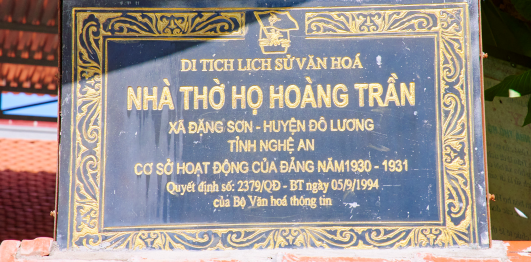 DI TÍCH LỊCH SỬ VĂN HOÁ
NHÀ THỜ HỌ HOÀNG TRẦN
XÃ ĐẶNG SƠN - HUYỆN ĐÔ LƯƠNG
TỈNH NGHỆ AN
CƠ SỞ HOẠT ĐỘNG CỦA ĐẢNG NĂM1930 - 1931
Quyết định số: 2379/QĐ - BT ngày 05/9/1994
của Bộ Văn hoá thông tin